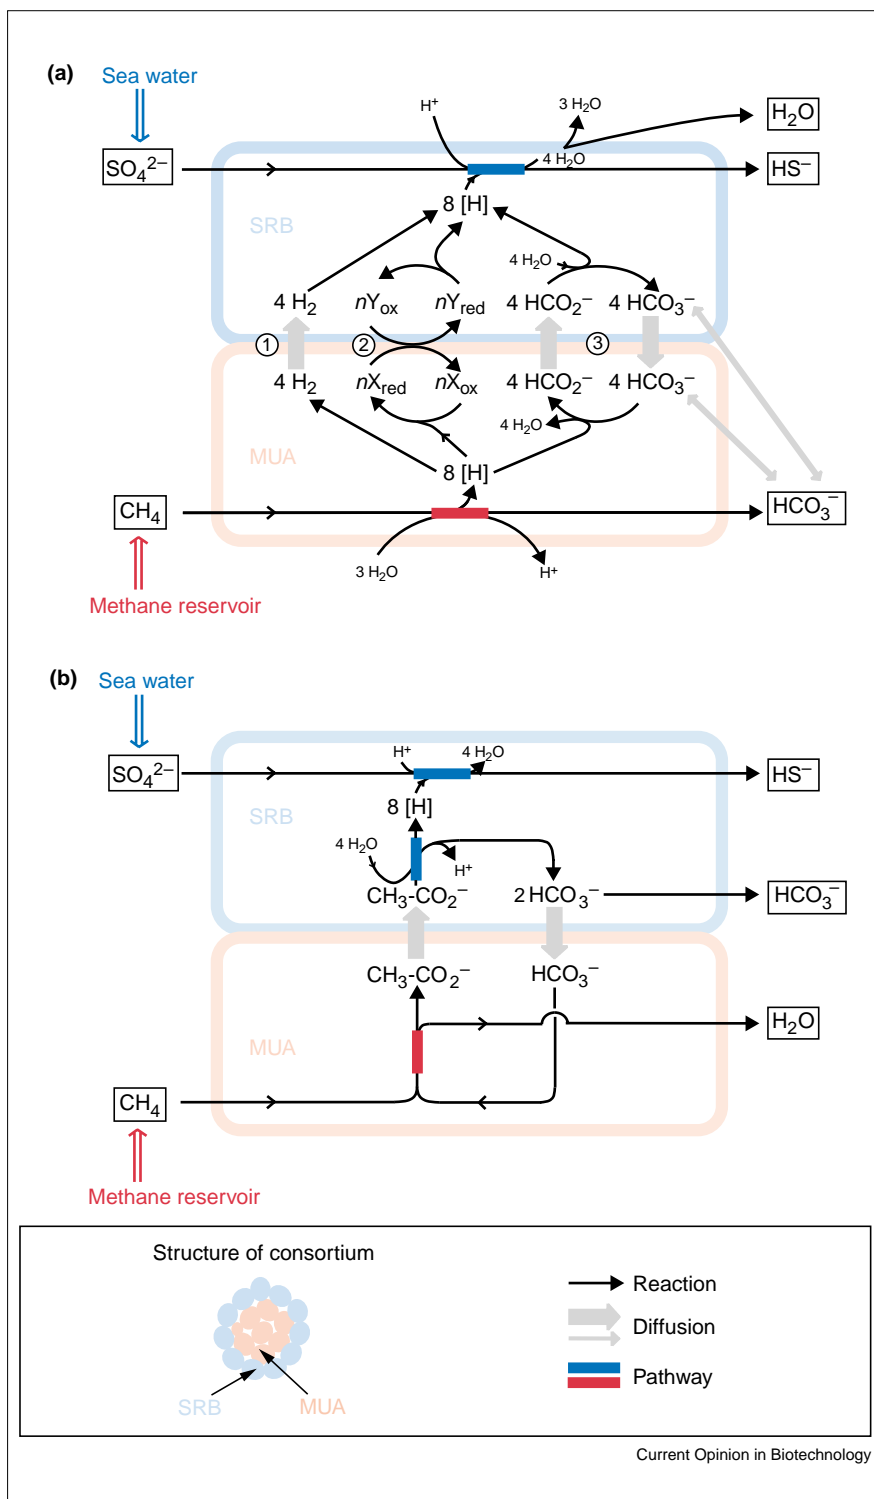 (a)
Sea water
H⁺
3 H₂O
H₂O
SO₄²⁻
4 H₂O
HS⁻
8 [H]
SRB
4 H₂O
4 H₂
nYox
nYred
4 HCO₂⁻
4 HCO₃⁻
1
2
3
4 H₂
nXred
nXox
4 HCO₂⁻
4 HCO₃⁻
4 H₂O
MUA
8 [H]
CH₄
HCO₃⁻
3 H₂O
H⁺
Methane reservoir
(b)
Sea water
H⁺
4 H₂O
SO₄²⁻
HS⁻
8 [H]
SRB
4 H₂O
H⁺
CH₃-CO₂⁻
2 HCO₃⁻
HCO₃⁻
CH₃-CO₂⁻
HCO₃⁻
H₂O
MUA
CH₄
Methane reservoir
Structure of consortium
Reaction
Diffusion
Pathway
SRB
MUA
Current Opinion in Biotechnology